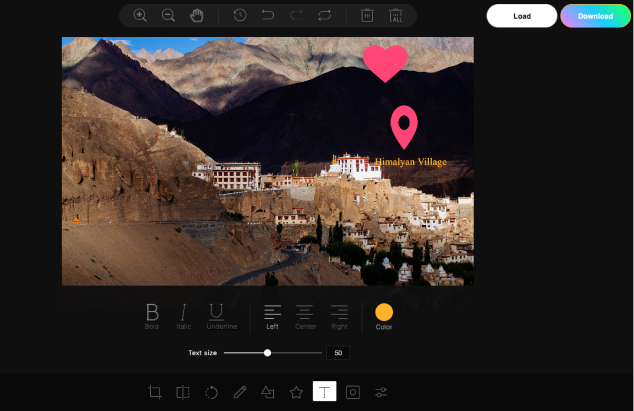 ALL
Load
Download
Himalyan Village
B
I
U
Bold
Italic
Underline
Left
Center
Right
Color
Text size
50
T